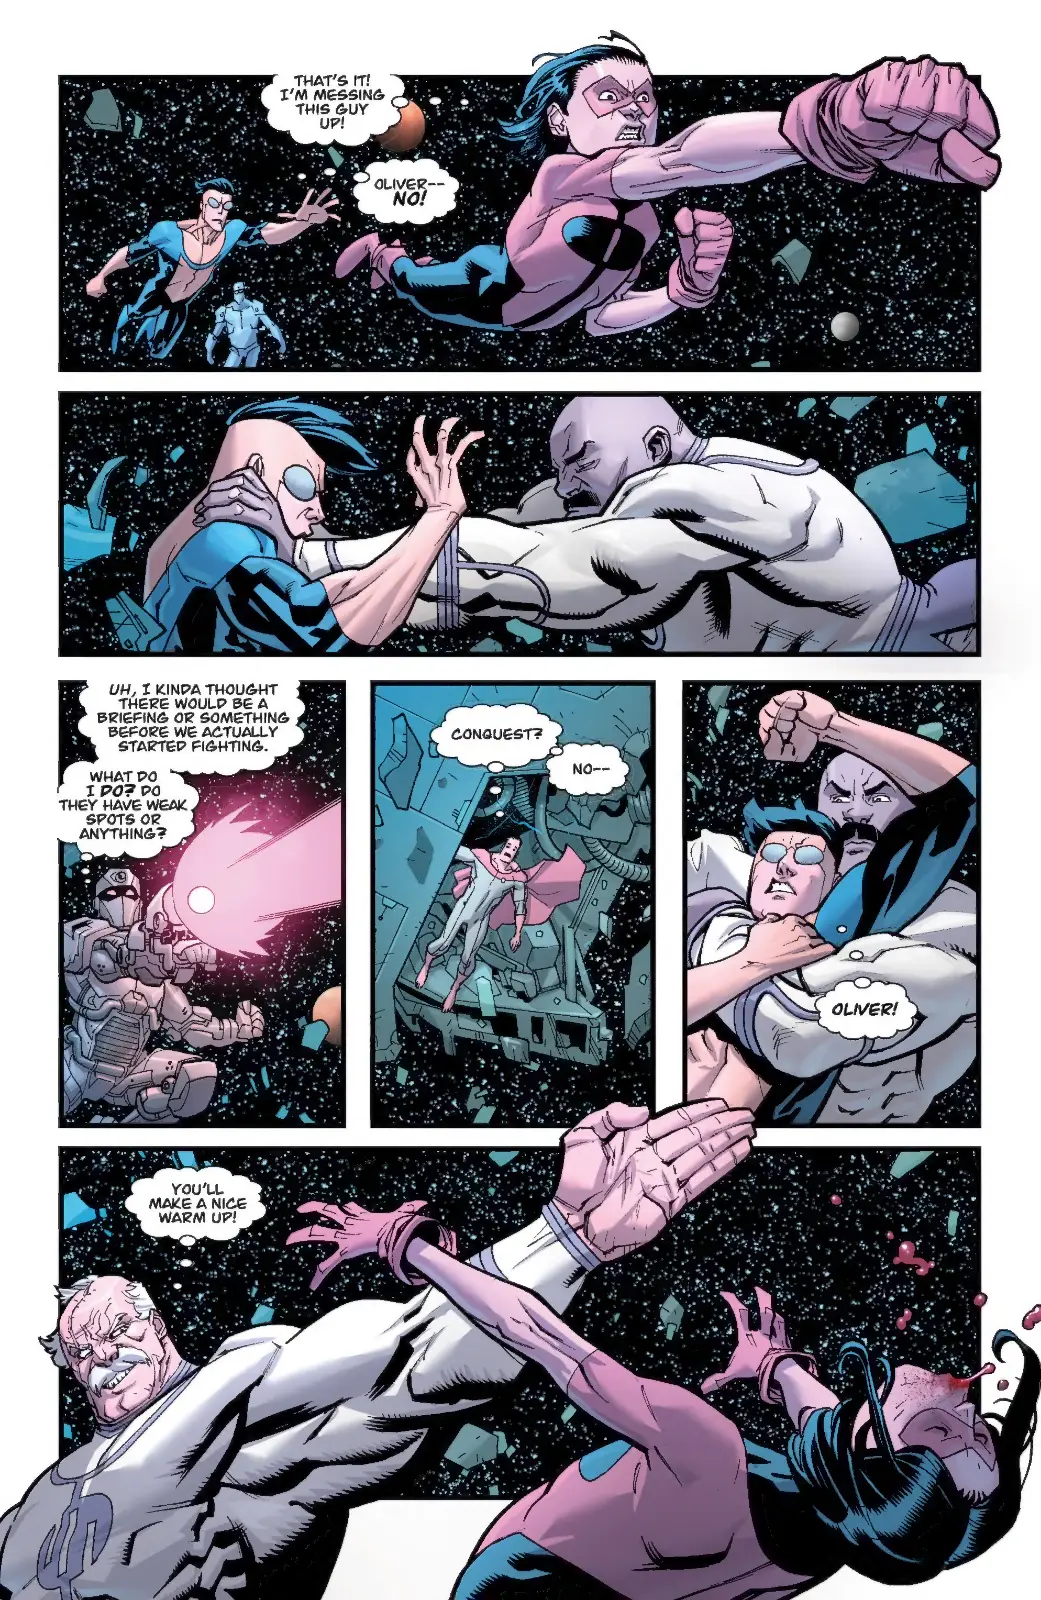 THAT'S IT!
I'M MESSING
THIS GUY
UP!
OLIVER--
NO!
UH, I KINDA THOUGHT
THERE WOULD BE A
BRIEFING OR SOMETHING
BEFORE WE ACTUALLY
STARTED FIGHTING.
WHAT DO
I DO? DO
THEY HAVE WEAK
SPOTS OR
ANYTHING?
CONQUEST?
NO--
OLIVER!
YOU'LL
MAKE A NICE
WARM UP!